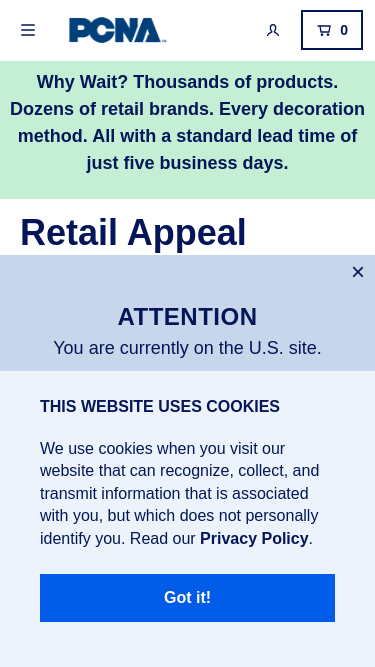 PCNA
0
Why Wait? Thousands of products.
Dozens of retail brands. Every decoration
method. All with a standard lead time of
just five business days.
Retail Appeal
ATTENTION
You are currently on the U.S. site.
THIS WEBSITE USES COOKIES
We use cookies when you visit our
website that can recognize, collect, and
transmit information that is associated
with you, but which does not personally
identify you. Read our Privacy Policy.
Got it!